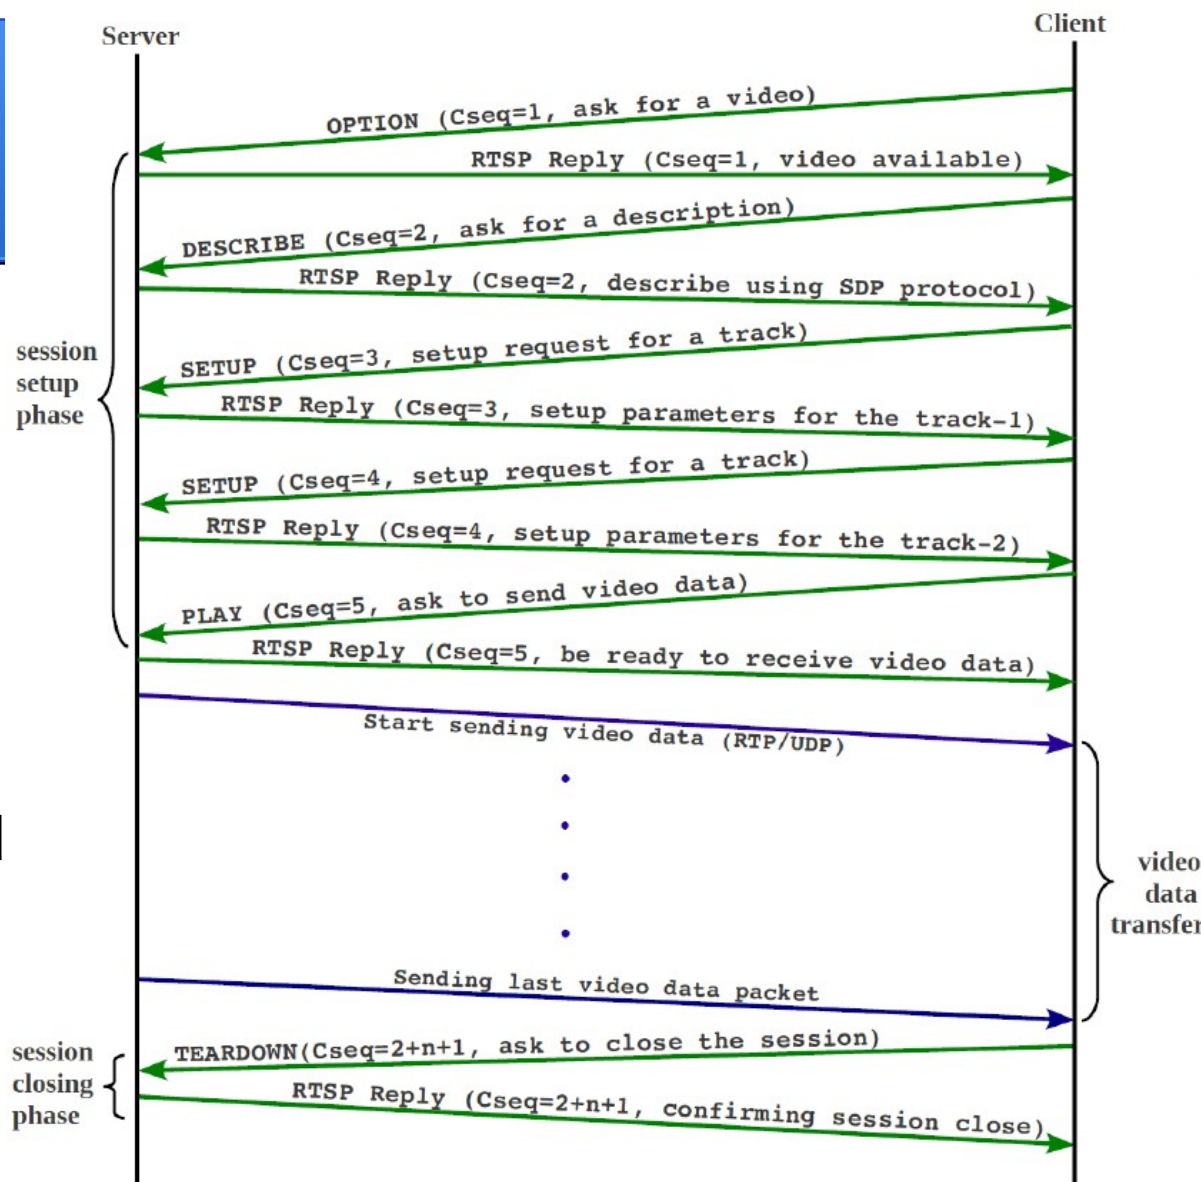 Server
Client
OPTION (Cseq=1, ask for a video)
RTSP Reply (Cseq=1, video available)
DESCRIBE (Cseq=2, ask for a description)
RTSP Reply (Cseq=2, describe using SDP protocol)
session
setup
phase
SETUP (Cseq=3, setup request for a track)
RTSP Reply (Cseq=3, setup parameters for the track-1)
SETUP (Cseq=4, setup request for a track)
RTSP Reply (Cseq=4, setup parameters for the track-2)
PLAY (Cseq=5, ask to send video data)
RTSP Reply (Cseq=5, be ready to receive video data)
Start sending video data (RTP/UDP)
video
data
transfer
Sending last video data packet
session
closing
phase
TEARDOWN(Cseq=2+n+1, ask to close the session)
RTSP Reply (Cseq=2+n+1, confirming session close)